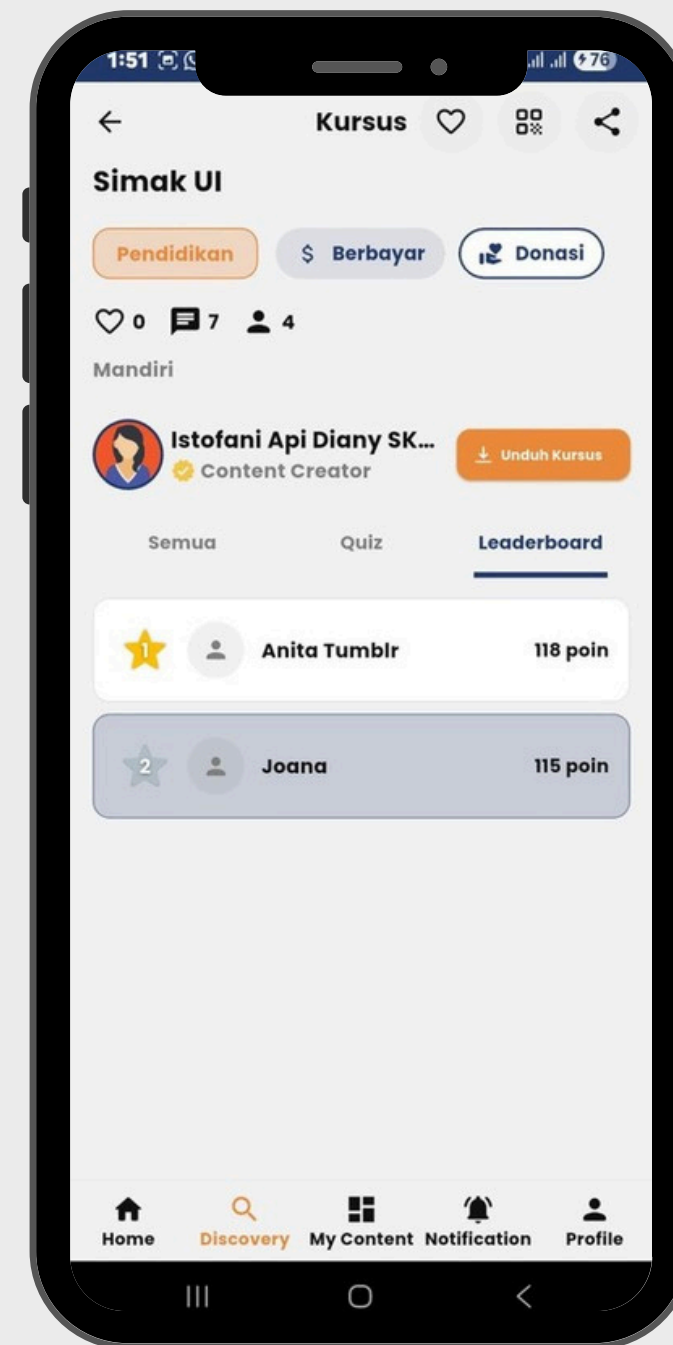 1:51 76
Kursus
Simak UI
Pendidikan $ Berbayar Donasi
0 7 4
Mandiri
Istofani Api Diany SK...
Content Creator
Unduh Kursus
Semua Quiz Leaderboard
1 Anita Tumblr 118 poin
2 Joana 115 poin
Home Discovery My Content Notification Profile